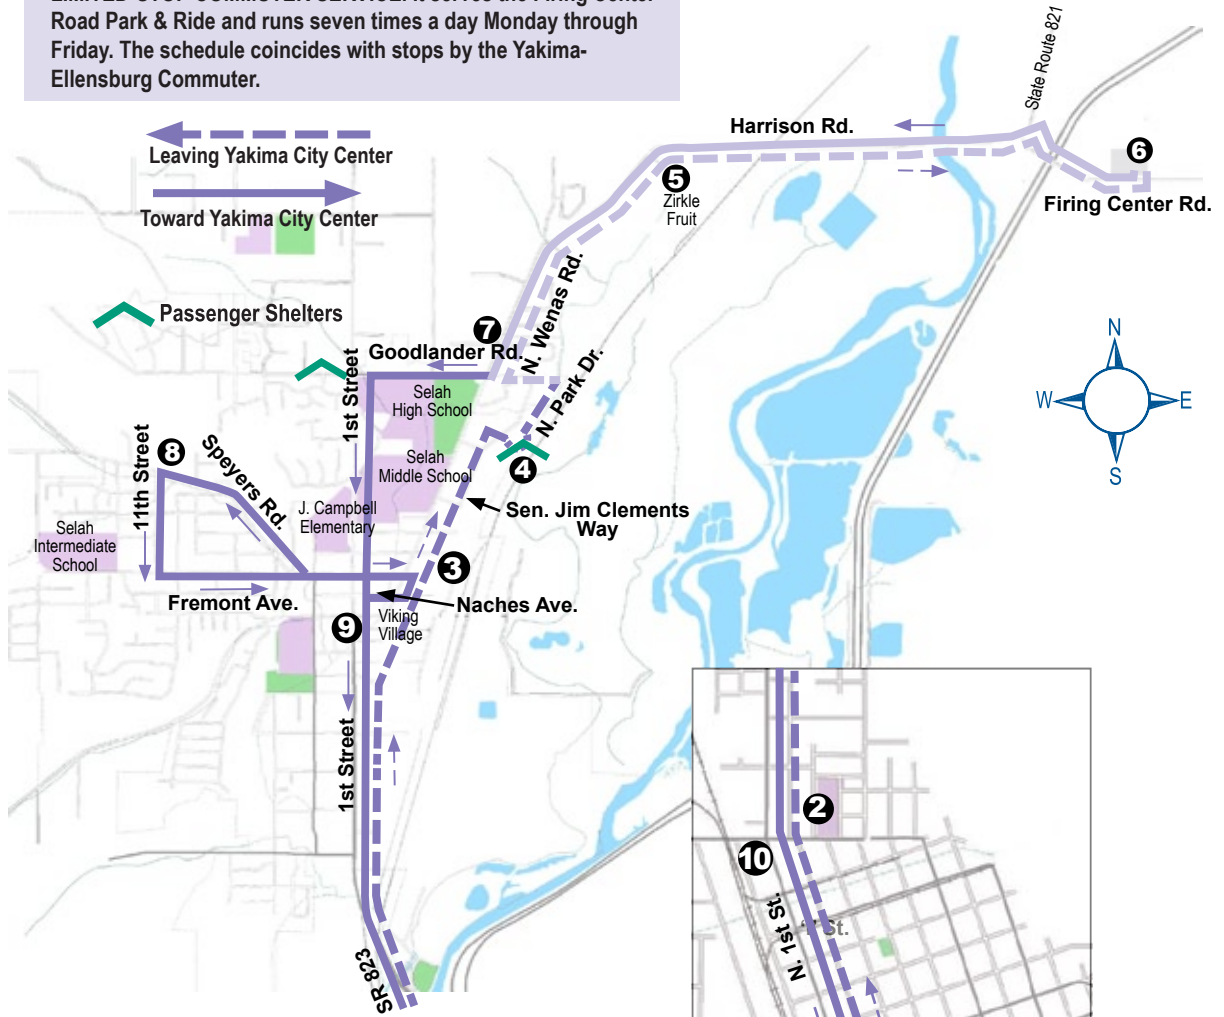 Road Park & Ride and runs seven times a day Monday through
Friday. The schedule coincides with stops by the Yakima-
Ellensburg Commuter.
State Route 821
Leaving Yakima City Center
Toward Yakima City Center
Harrison Rd.
6
5
Zirkle
Fruit
Firing Center Rd.
Passenger Shelters
N. Wenas Rd.
7
Goodlander Rd.
1st Street
N. Park Dr.
Selah
High School
N
W
E
S
8
11th Street
Speyers Rd.
Selah
Middle School
4
J. Campbell
Elementary
Sen. Jim Clements
Way
Selah
Intermediate
School
3
Fremont Ave.
Naches Ave.
9
Viking
Village
1st Street
2
10
N. 1st St.
St.
SR 823